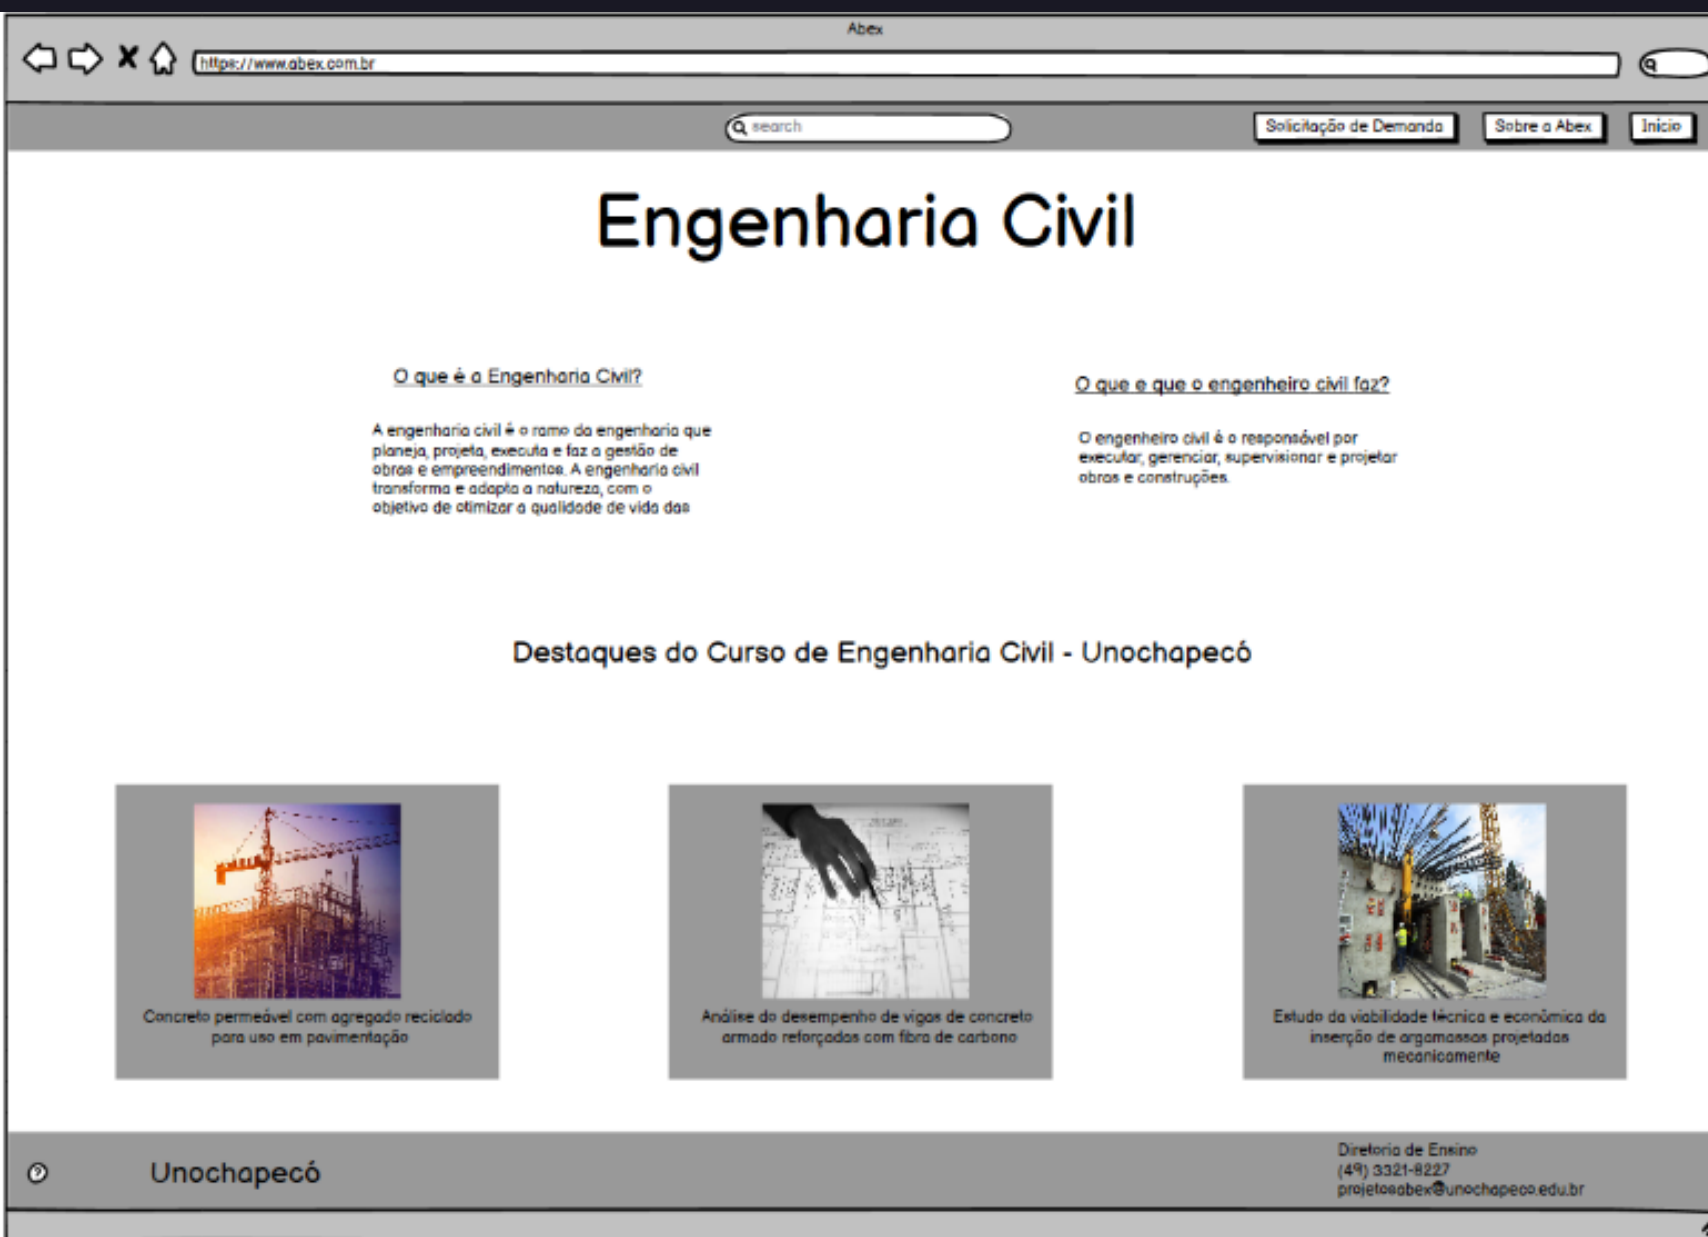 Abex
https://www.abex.com.br
search
Solicitação de Demanda
Sobre a Abex
Inicio
Engenharia Civil
O que é a Engenharia Civil?
A engenharia civil é o ramo da engenharia que
planeja, projeta, executa e faz a gestão de
obras e empreendimentos. A engenharia civil
transforma e adapta a natureza, com o
objetivo de otimizar a qualidade de vida das
O que e que o engenheiro civil faz?
O engenheiro civil é o responsável por
executar, gerenciar, supervisionar e projetar
obras e construções.
Destaques do Curso de Engenharia Civil - Unochapecó
Concreto permeável com agregado reciclado
para uso em pavimentação
Análise do desempenho de vigas de concreto
armado reforçadas com fibra de carbono
Estudo da viabilidade técnica e econômica da
inserção de argamassas projetadas
mecanicamente
?
Unochapecó
Diretoria de Ensino
(49) 3321-8227
projetosabex@unochapeco.edu.br